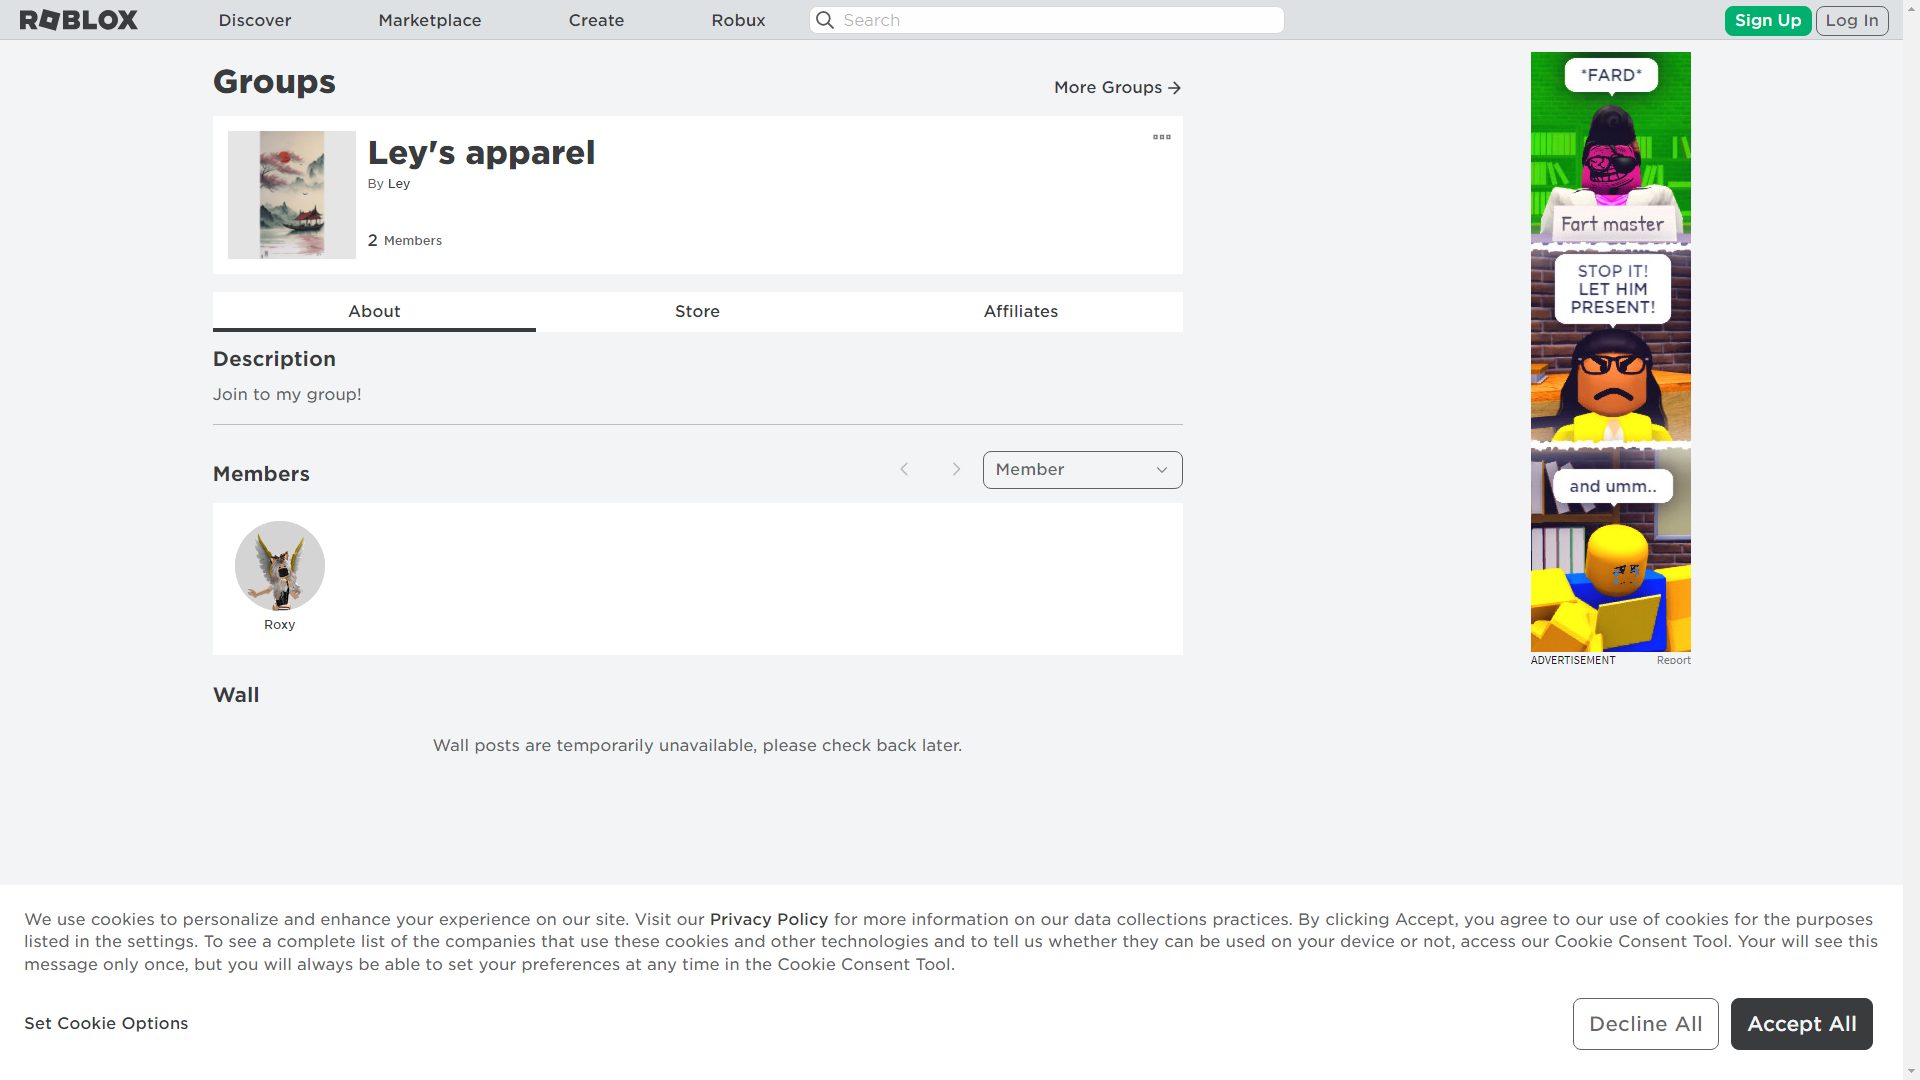 ROBLOX
Discover
Marketplace
Create
Robux
Search
Sign Up
Log In
Groups
More Groups
Ley's apparel
By Ley
2 Members
About
Store
Affiliates
Description
Join to my group!
Members
Member
Roxy
Wall
Wall posts are temporarily unavailable, please check back later.
*FARD*
Fart master
STOP IT!
LET HIM
PRESENT!
and umm..
ADVERTISEMENT
Report
We use cookies to personalize and enhance your experience on our site. Visit our Privacy Policy for more information on our data collections practices. By clicking Accept, you agree to our use of cookies for the purposes
listed in the settings. To see a complete list of the companies that use these cookies and other technologies and to tell us whether they can be used on your device or not, access our Cookie Consent Tool. Your will see this
message only once, but you will always be able to set your preferences at any time in the Cookie Consent Tool.
Set Cookie Options
Decline All
Accept All